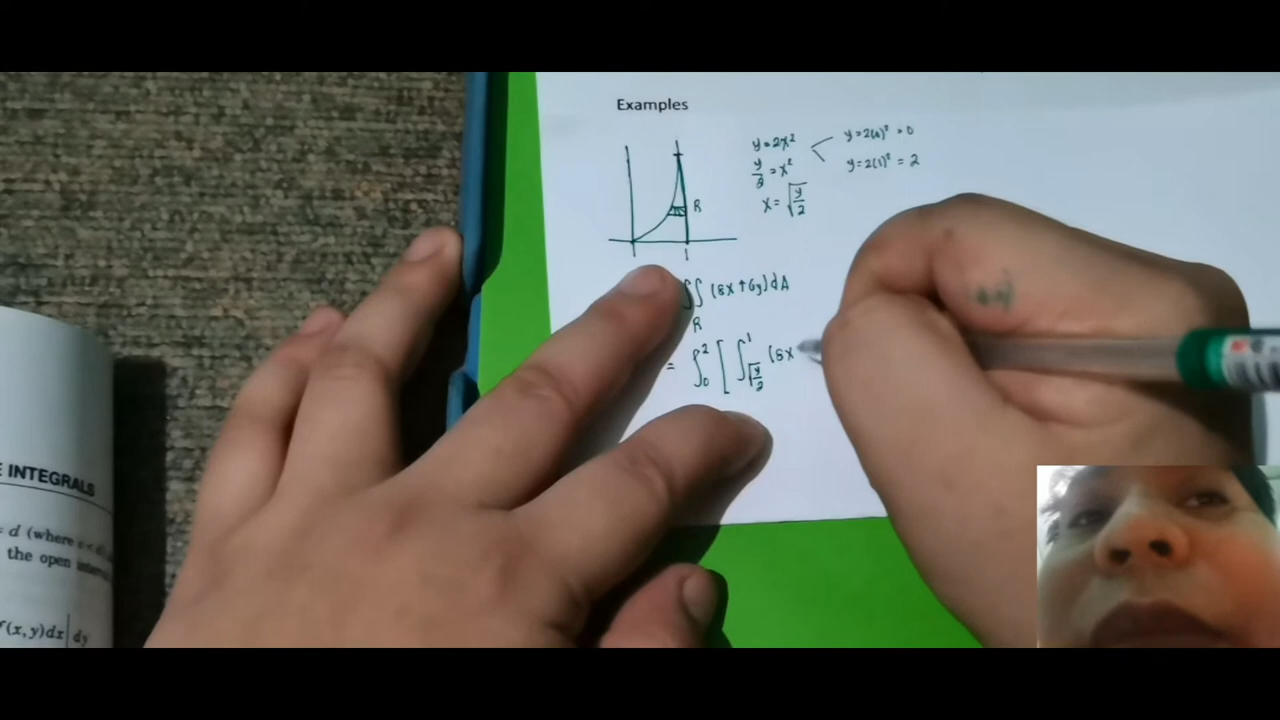 Examples
y=2x²
y=2(0)²=0
y/2=x²
y=2(1)²=2
x=√(y/2)
R
1
∬ (8x+6y)dA
R
= ∫₀² [ ∫_√(y/2)^1 (8x
INTEGRALS
= d (where c < d
the open
f(x,y)dx dy